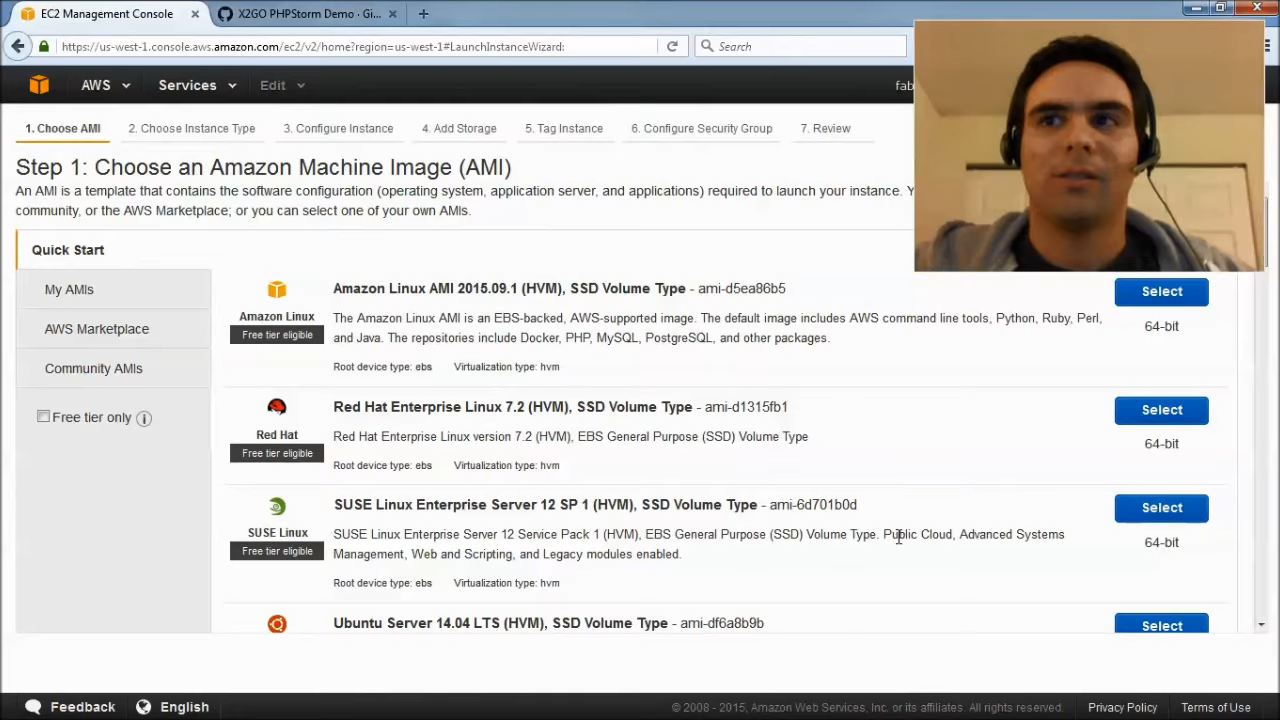 EC2 Management Console
X2GO PHPStorm Demo · Gi...
https://us-west-1.console.aws.amazon.com/ec2/v2/home?region=us-west-1#LaunchInstanceWizard:
Search
AWS
Services
Edit
fab
1. Choose AMI
2. Choose Instance Type
3. Configure Instance
4. Add Storage
5. Tag Instance
6. Configure Security Group
7. Review
Step 1: Choose an Amazon Machine Image (AMI)
An AMI is a template that contains the software configuration (operating system, application server, and applications) required to launch your instance. Y
community, or the AWS Marketplace; or you can select one of your own AMIs.
Quick Start
My AMIs
AWS Marketplace
Community AMIs
Free tier only
Amazon Linux
Free tier eligible
Amazon Linux AMI 2015.09.1 (HVM), SSD Volume Type - ami-d5ea86b5
The Amazon Linux AMI is an EBS-backed, AWS-supported image. The default image includes AWS command line tools, Python, Ruby, Perl,
and Java. The repositories include Docker, PHP, MySQL, PostgreSQL, and other packages.
Root device type: ebs Virtualization type: hvm
Select
64-bit
Red Hat
Free tier eligible
Red Hat Enterprise Linux 7.2 (HVM), SSD Volume Type - ami-d1315fb1
Red Hat Enterprise Linux version 7.2 (HVM), EBS General Purpose (SSD) Volume Type
Root device type: ebs Virtualization type: hvm
Select
64-bit
SUSE Linux
Free tier eligible
SUSE Linux Enterprise Server 12 SP 1 (HVM), SSD Volume Type - ami-6d701b0d
SUSE Linux Enterprise Server 12 Service Pack 1 (HVM), EBS General Purpose (SSD) Volume Type. Public Cloud, Advanced Systems
Management, Web and Scripting, and Legacy modules enabled.
Root device type: ebs Virtualization type: hvm
Select
64-bit
Ubuntu Server 14.04 LTS (HVM), SSD Volume Type - ami-df6a8b9b
Select
Feedback
English
© 2008 - 2015, Amazon Web Services, Inc. or its affiliates. All rights reserved.
Privacy Policy
Terms of Use